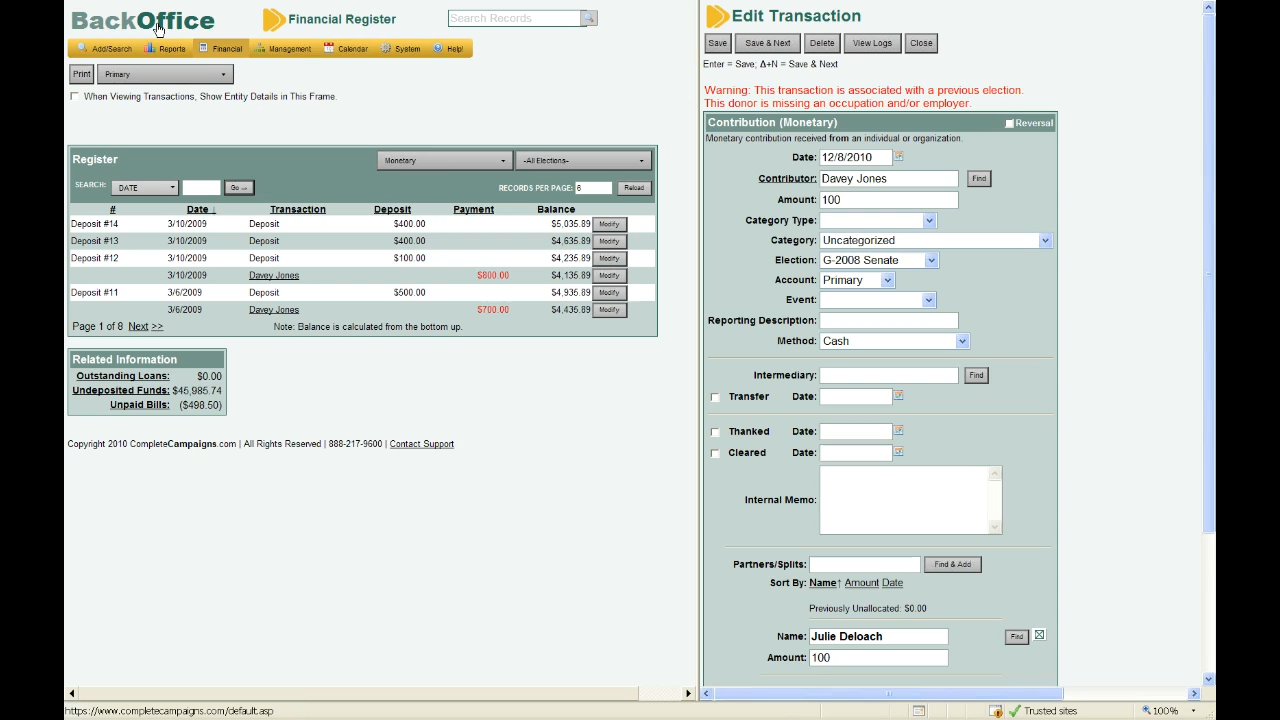 BackOffice
Financial Register
Search Records
Add/Search Reports Financial Management Calendar System Help!
Print Primary
When Viewing Transactions, Show Entity Details in This Frame.
Register Monetary -All Elections-
SEARCH: DATE Go → RECORDS PER PAGE: 6 Reload
# Date ↓ Transaction Deposit Payment Balance
Deposit #14 3/10/2009 Deposit $400.00 $5,035.89 Modify
Deposit #13 3/10/2009 Deposit $400.00 $4,635.89 Modify
Deposit #12 3/10/2009 Deposit $100.00 $4,235.89 Modify
3/10/2009 Davey Jones $800.00 $4,135.89 Modify
Deposit #11 3/6/2009 Deposit $500.00 $4,935.89 Modify
3/6/2009 Davey Jones $700.00 $4,435.89 Modify
Page 1 of 8 Next >> Note: Balance is calculated from the bottom up.
Related Information
Outstanding Loans: $0.00
Undeposited Funds: $45,985.74
Unpaid Bills: ($498.50)
Copyright 2010 CompleteCampaigns.com | All Rights Reserved | 888-217-9600 | Contact Support
Edit Transaction
Save Save & Next Delete View Logs Close
Enter = Save; Δ+N = Save & Next
Warning: This transaction is associated with a previous election.
This donor is missing an occupation and/or employer.
Contribution (Monetary) Reversal
Monetary contribution received from an individual or organization.
Date: 12/8/2010
Contributor: Davey Jones Find
Amount: 100
Category Type:
Category: Uncategorized
Election: G-2008 Senate
Account: Primary
Event:
Reporting Description:
Method: Cash
Intermediary: Find
Transfer Date:
Thanked Date:
Cleared Date:
Internal Memo:
Partners/Splits: Find & Add
Sort By: Name↑ Amount Date
Previously Unallocated: $0.00
Name: Julie Deloach Find
Amount: 100
https://www.completecampaigns.com/default.asp Trusted sites 100%